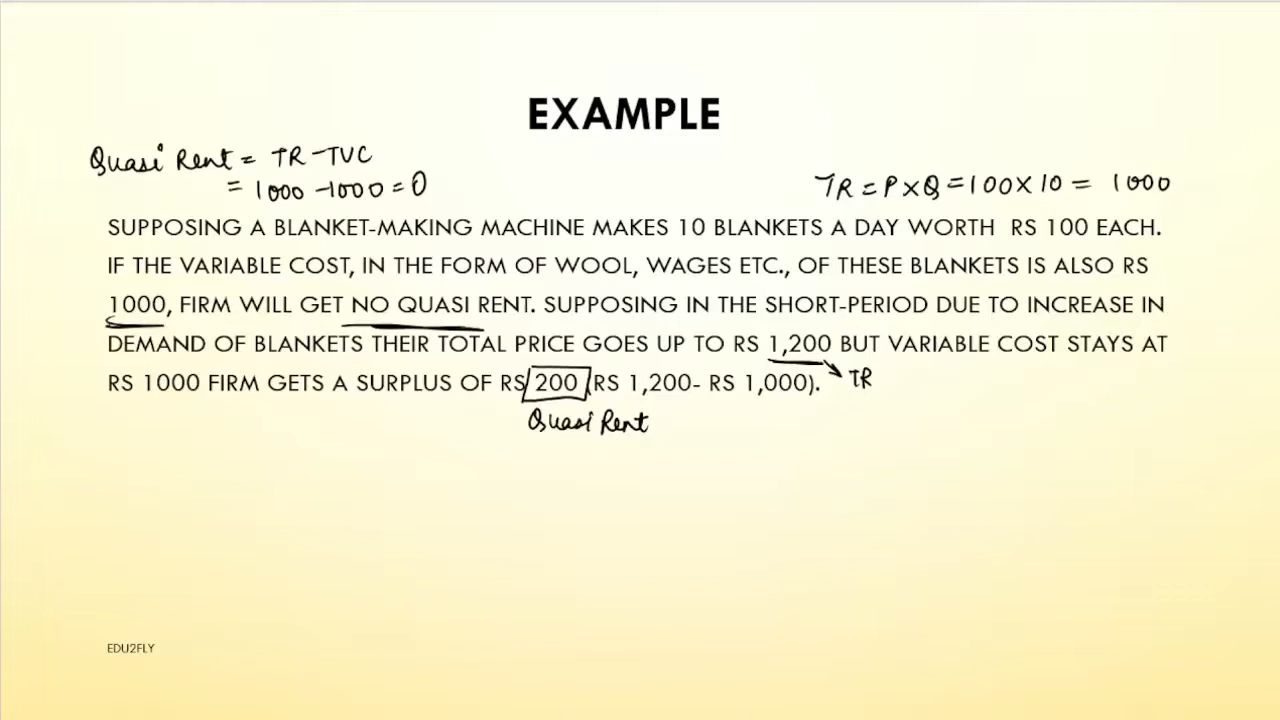 EXAMPLE
Quasi Rent = TR - TVC
= 1000 - 1000 = 0
TR = P X Q = 100 X 10 = 1000
SUPPOSING A BLANKET-MAKING MACHINE MAKES 10 BLANKETS A DAY WORTH RS 100 EACH.
IF THE VARIABLE COST, IN THE FORM OF WOOL, WAGES ETC., OF THESE BLANKETS IS ALSO RS
1000, FIRM WILL GET NO QUASI RENT. SUPPOSING IN THE SHORT-PERIOD DUE TO INCREASE IN
DEMAND OF BLANKETS THEIR TOTAL PRICE GOES UP TO RS 1,200 BUT VARIABLE COST STAYS AT
RS 1000 FIRM GETS A SURPLUS OF RS 200 (RS 1,200- RS 1,000). TR
Quasi Rent
EDU2FLY